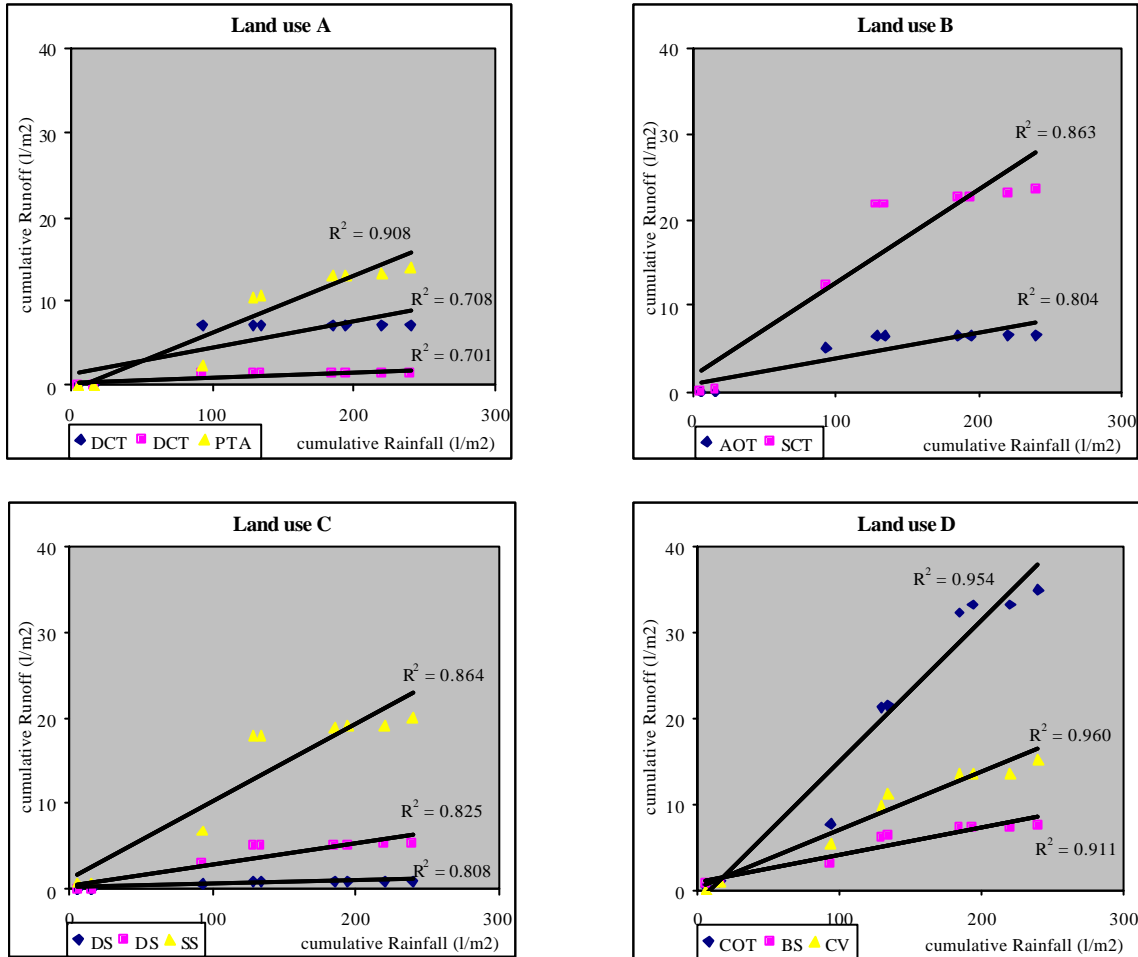 Land use A
40
30
20
10
0
0
100
200
300
cumulative Runoff (l/m2)
R2 = 0.908
R2 = 0.708
R2 = 0.701
DCT DCT PTA
cumulative Rainfall (l/m2)
Land use B
40
30
20
10
0
0
100
200
300
cumulative Runoff (l/m2)
R2 = 0.863
R2 = 0.804
AOT SCT
cumulative Rainfall (l/m2)
Land use C
40
30
20
10
0
0
100
200
300
cumulative Runoff (l/m2)
R2 = 0.864
R2 = 0.825
R2 = 0.808
DS DS SS
cumulative Rainfall (l/m2)
Land use D
40
30
20
10
0
0
100
200
300
cumulative Runoff (l/m2)
R2 = 0.954
R2 = 0.960
R2 = 0.911
COT BS CV
cumulative Rainfall (l/m2)